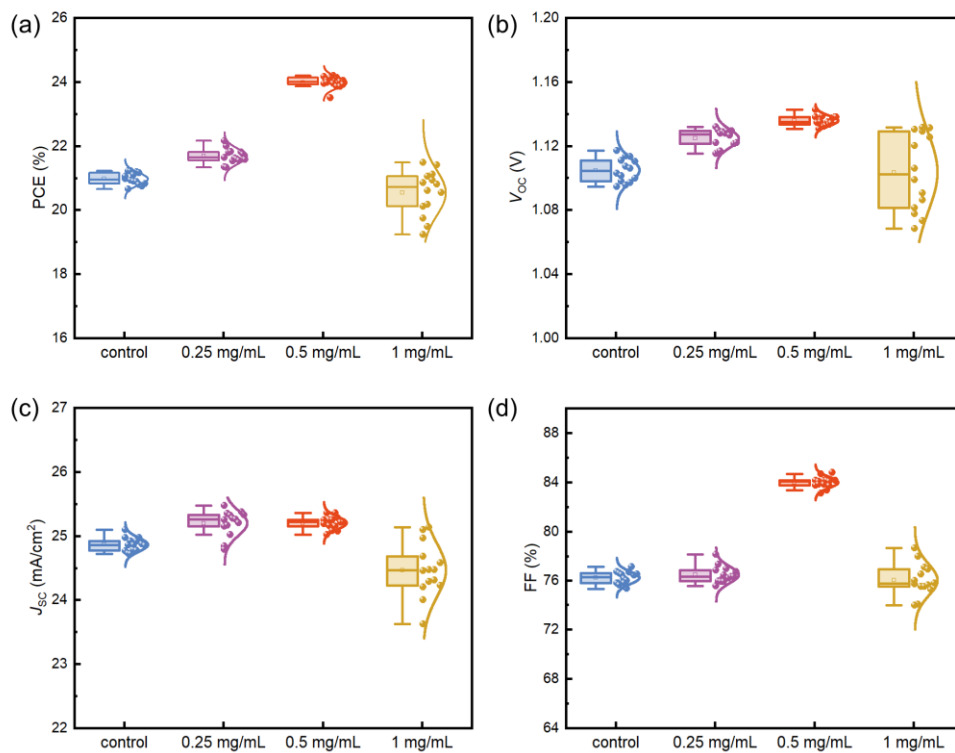 (a)
PCE (%)
26
24
22
20
18
16
control 0.25 mg/mL 0.5 mg/mL 1 mg/mL
(b)
V_OC (V)
1.20
1.16
1.12
1.08
1.04
1.00
control 0.25 mg/mL 0.5 mg/mL 1 mg/mL
(c)
J_SC (mA/cm²)
27
26
25
24
23
22
control 0.25 mg/mL 0.5 mg/mL 1 mg/mL
(d)
FF (%)
88
84
80
76
72
68
64
control 0.25 mg/mL 0.5 mg/mL 1 mg/mL